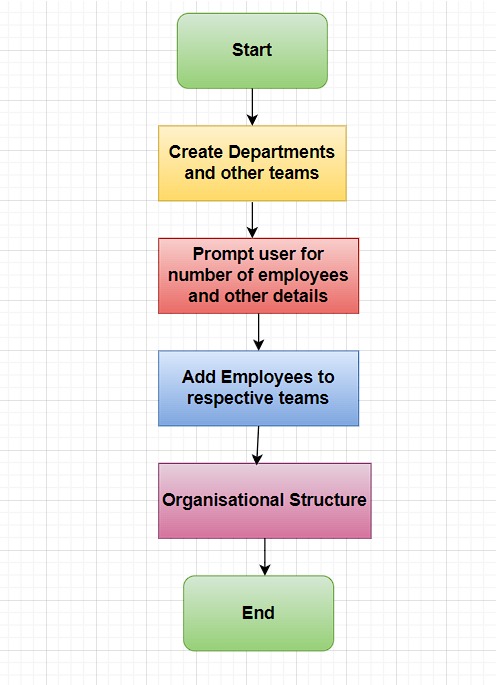 Start
Create Departments
and other teams
Prompt user for
number of employees
and other details
Add Employees to
respective teams
Organisational Structure
End